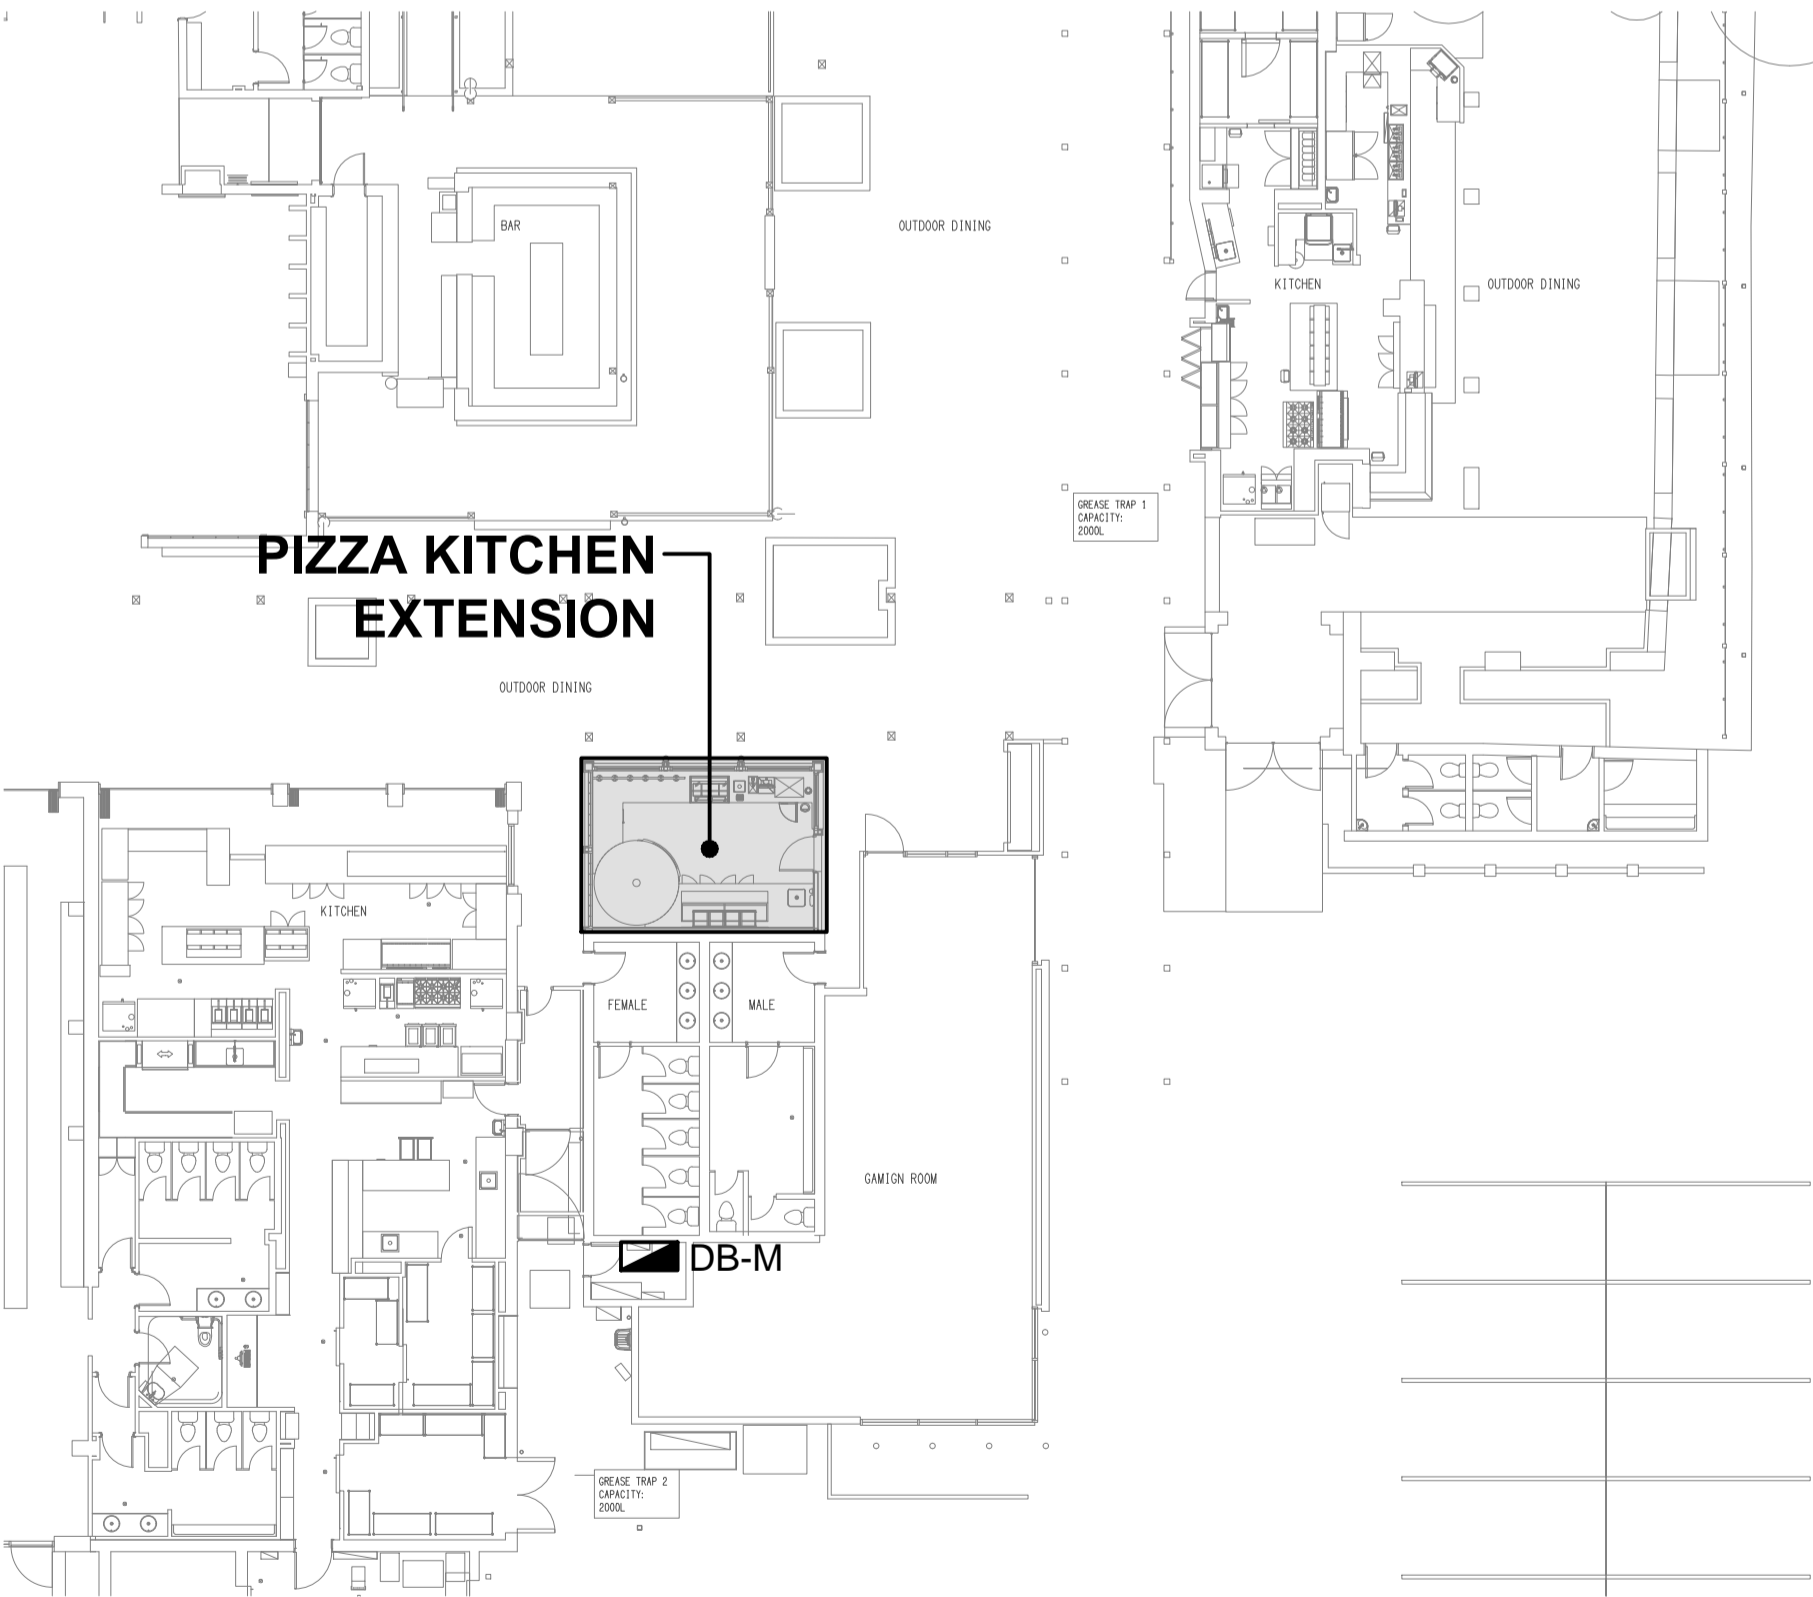 BAR
OUTDOOR DINING
KITCHEN
OUTDOOR DINING
GREASE TRAP 1
CAPACITY:
2000L
PIZZA KITCHEN
EXTENSION
OUTDOOR DINING
KITCHEN
FEMALE
MALE
GAMIGN ROOM
DB-M
GREASE TRAP 2
CAPACITY:
2000L